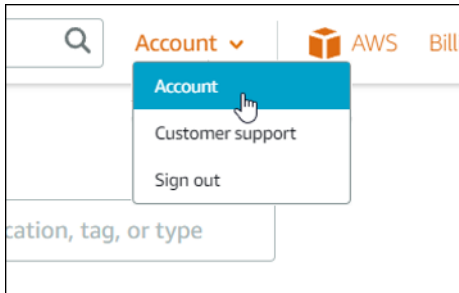 Account AWS Bill
Account
Customer support
Sign out
cation, tag, or type